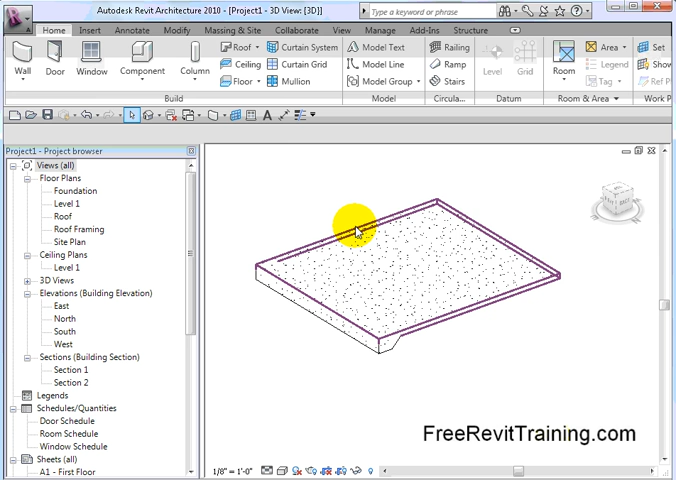 Autodesk Revit Architecture 2010 - [Project1 - 3D View: {3D}]
Type a keyword or phrase
Home Insert Annotate Modify Massing & Site Collaborate View Manage Add-Ins Structure
Wall Door Window Component Column
Roof Curtain System
Ceiling Curtain Grid
Floor Mullion
Build
Model Text
Model Line
Model Group
Model
Railing
Ramp
Stairs
Circula...
Level Grid
Datum
Room
Area
Legend
Tag
Room & Area
Set
Show
Ref P
Work P
Project1 - Project browser
Views (all)
Floor Plans
Foundation
Level 1
Roof
Roof Framing
Site Plan
Ceiling Plans
Level 1
3D Views
Elevations (Building Elevation)
East
North
South
West
Sections (Building Section)
Section 1
Section 2
Legends
Schedules/Quantities
Door Schedule
Room Schedule
Window Schedule
Sheets (all)
A1 - First Floor
FreeRevitTraining.com
1/8" = 1'-0"